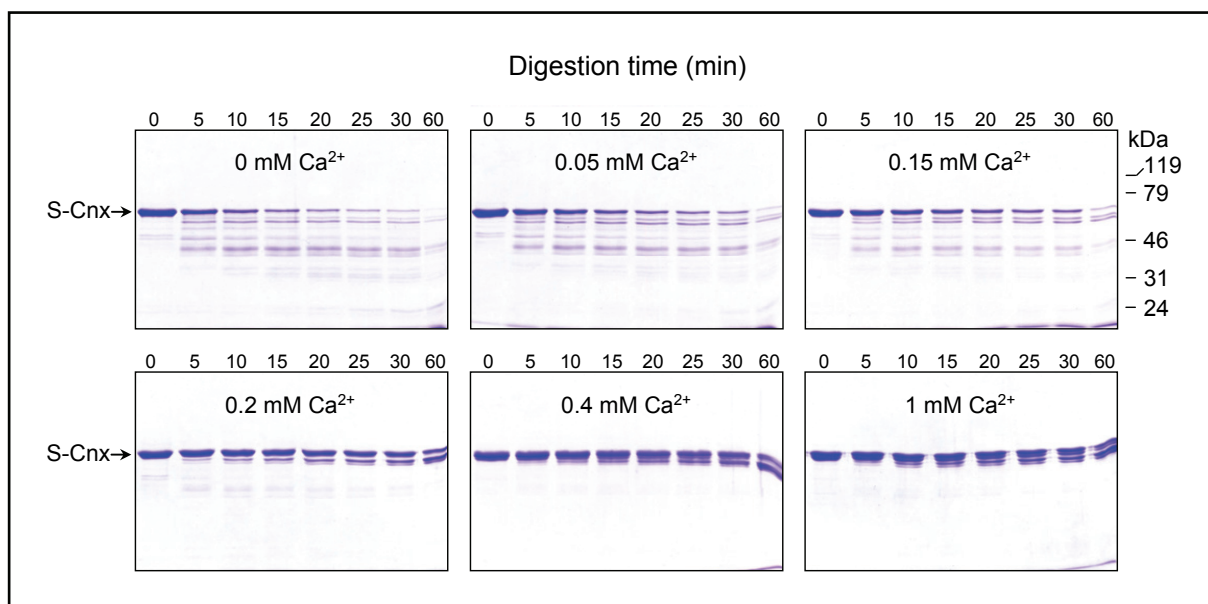 Digestion time (min)
0 5 10 15 20 25 30 60
0 5 10 15 20 25 30 60
0 5 10 15 20 25 30 60
0 mM Ca²⁺
0.05 mM Ca²⁺
0.15 mM Ca²⁺
kDa
119
79
S-Cnx
46
31
24
0 5 10 15 20 25 30 60
0 5 10 15 20 25 30 60
0 5 10 15 20 25 30 60
0.2 mM Ca²⁺
0.4 mM Ca²⁺
1 mM Ca²⁺
S-Cnx